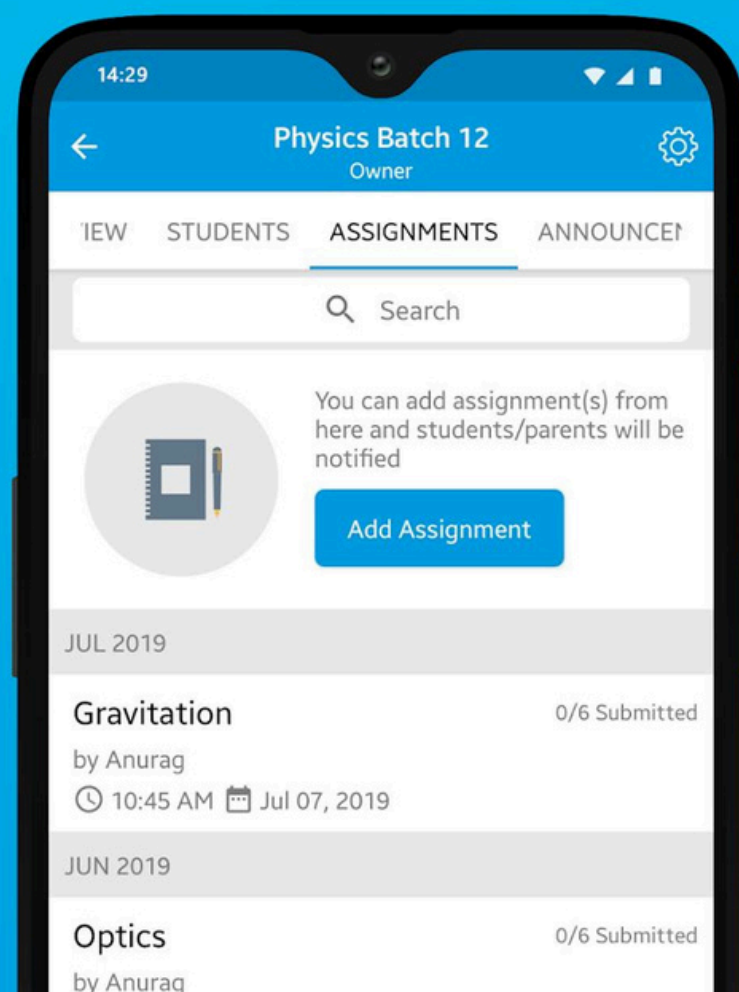 14:29
Physics Batch 12
Owner
IEW STUDENTS ASSIGNMENTS ANNOUNCEM
Search
You can add assignment(s) from
here and students/parents will be
notified
Add Assignment
JUL 2019
Gravitation 0/6 Submitted
by Anurag
10:45 AM Jul 07, 2019
JUN 2019
Optics 0/6 Submitted
by Anurag